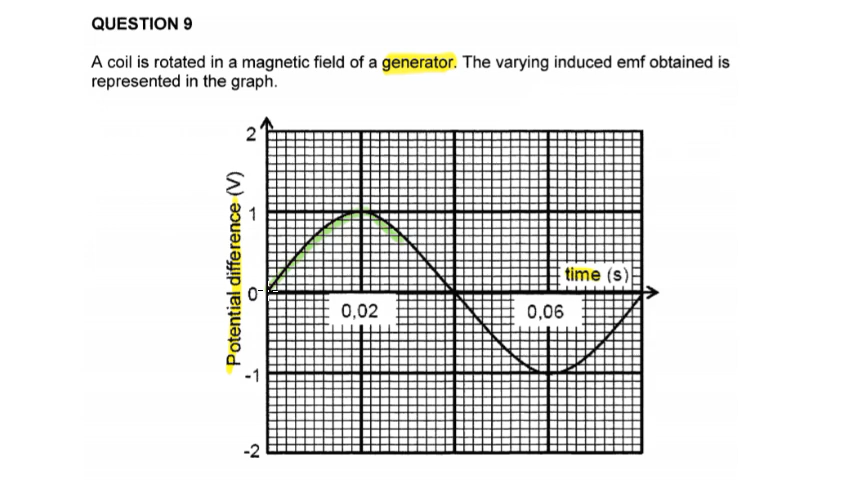 QUESTION 9
A coil is rotated in a magnetic field of a generator. The varying induced emf obtained is
represented in the graph.
2
Potential difference (V)
1
time (s)
0
0,02
0,06
-1
-2